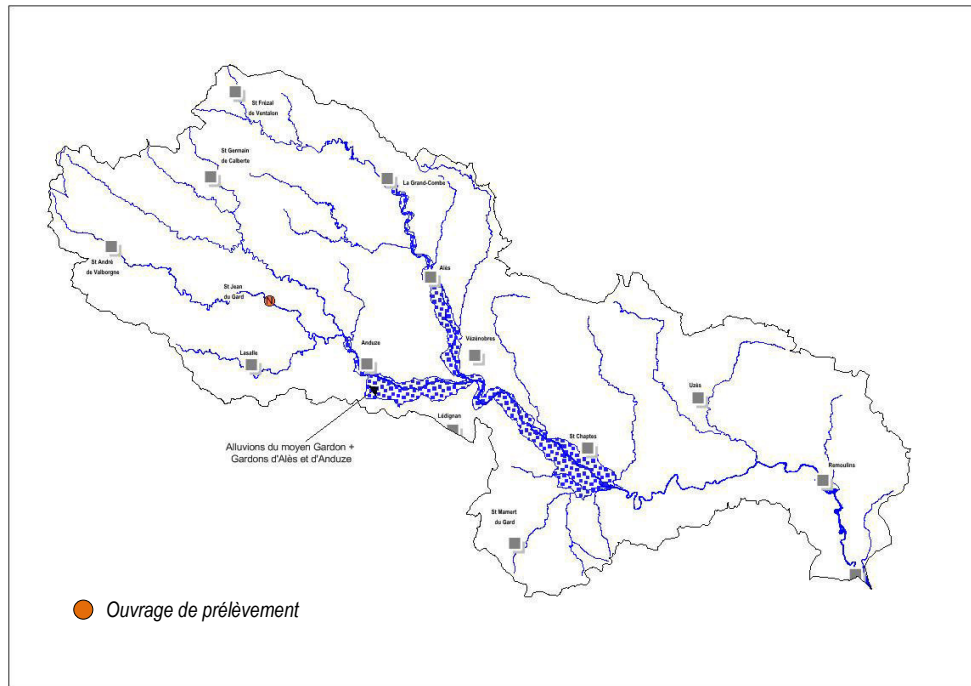 St Frézal
de Ventalon
St Germain
de Calberte
La Grand-Combe
St André
de Valborgne
Alès
St Jean
du Gard
N
Anduze
Vézénobres
Lasalle
Uzès
Lédignan
Alluvions du moyen Gardon +
Gardons d'Alès et d'Anduze
St Chaptes
Remoulins
St Mamert
du Gard
Ouvrage de prélèvement